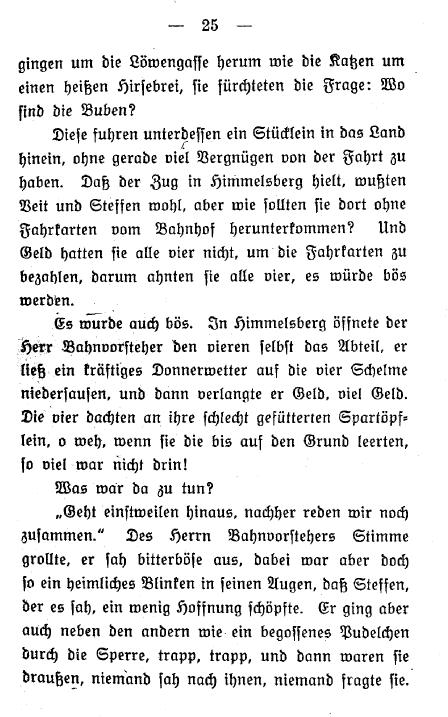 — 25 —
gingen um die Löwengasse herum wie die Katzen um
einen heißen Hirsebrei, sie fürchteten die Frage: Wo
sind die Buben?
Diese fuhren unterdessen ein Stücklein in das Land
hinein, ohne gerade viel Vergnügen von der Fahrt zu
haben. Daß der Zug in Himmelsberg hielt, wußten
Veit und Steffen wohl, aber wie sollten sie dort ohne
Fahrkarten vom Bahnhof herunterkommen? Und
Geld hatten sie alle vier nicht, um die Fahrkarten zu
bezahlen, darum ahnten sie alle vier, es würde bös
werden.
Es wurde auch bös. In Himmelsberg öffnete der
Herr Bahnvorsteher den vieren selbst das Abteil, er
ließ ein kräftiges Donnerwetter auf die vier Schelme
niedersausen, und dann verlangte er Geld, viel Geld.
Die vier dachten an ihre schlecht gefütterten Spartöpf-
lein, o weh, wenn sie die bis auf den Grund leerten,
so viel war nicht drin!
Was war da zu tun?
„Geht einstweilen hinaus, nachher reden wir noch
zusammen.“ Des Herrn Bahnvorstehers Stimme
grollte, er sah bitterböse aus, dabei war aber doch
so ein heimliches Blinken in seinen Augen, daß Steffen,
der es sah, ein wenig Hoffnung schöpfte. Er ging aber
auch neben den andern wie ein begossenes Pudelchen
durch die Sperre, trapp, trapp, und dann waren sie
draußen, niemand sah nach ihnen, niemand fragte sie.